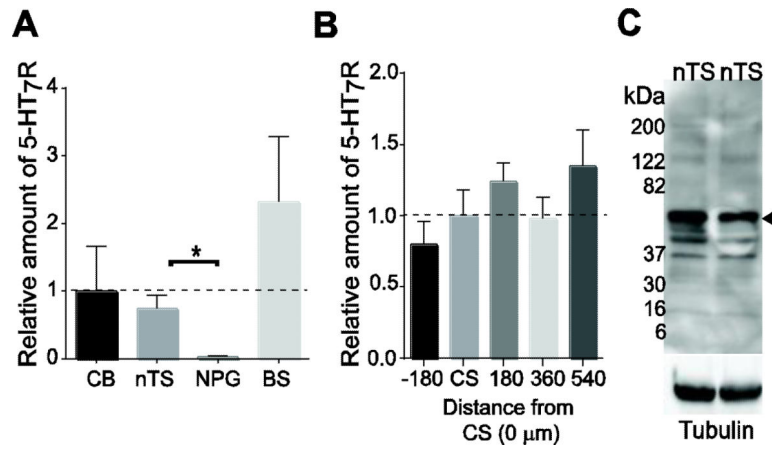 A
Relative amount of 5-HT7R
4
3
2
1
0
*
CB nTS NPG BS
B
Relative amount of 5-HT7R
2.0
1.5
1.0
0.5
0.0
-180 CS 180 360 540
Distance from
CS (0 µm)
C
nTS nTS
kDa
200
122
82
37
30
16
6
Tubulin